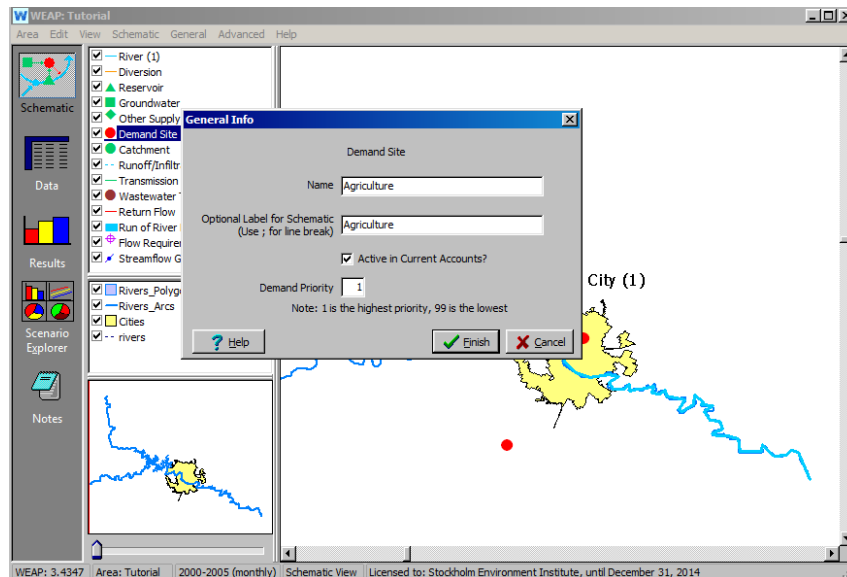 WEAP: Tutorial
Area Edit View Schematic General Advanced Help
Schematic
Data
Results
Scenario
Explorer
Notes
River (1)
Diversion
Reservoir
Groundwater
Other Supply
Demand Site
Catchment
Runoff/Infiltr
Transmission
Wastewater T
Return Flow
Run of River
Flow Requirer
Streamflow G
Rivers_Polyg
Rivers_Arcs
Cities
rivers
General Info
Demand Site
Name Agriculture
Optional Label for Schematic
(Use ; for line break) Agriculture
Active in Current Accounts?
Demand Priority 1
Note: 1 is the highest priority, 99 is the lowest
Help Finish Cancel
City (1)
WEAP: 3.4347 Area: Tutorial 2000-2005 (monthly) Schematic View Licensed to: Stockholm Environment Institute, until December 31, 2014